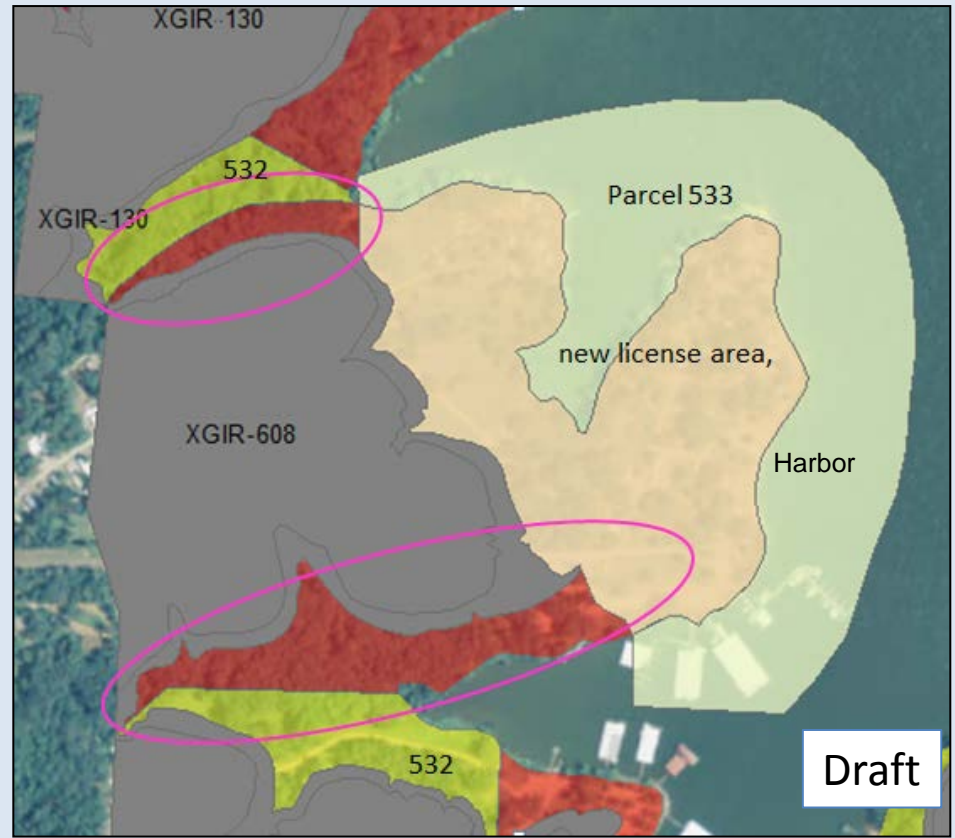 XGIR-130
532
Parcel 533
XGIR-130
new license area,
XGIR-608
Harbor
532
Draft